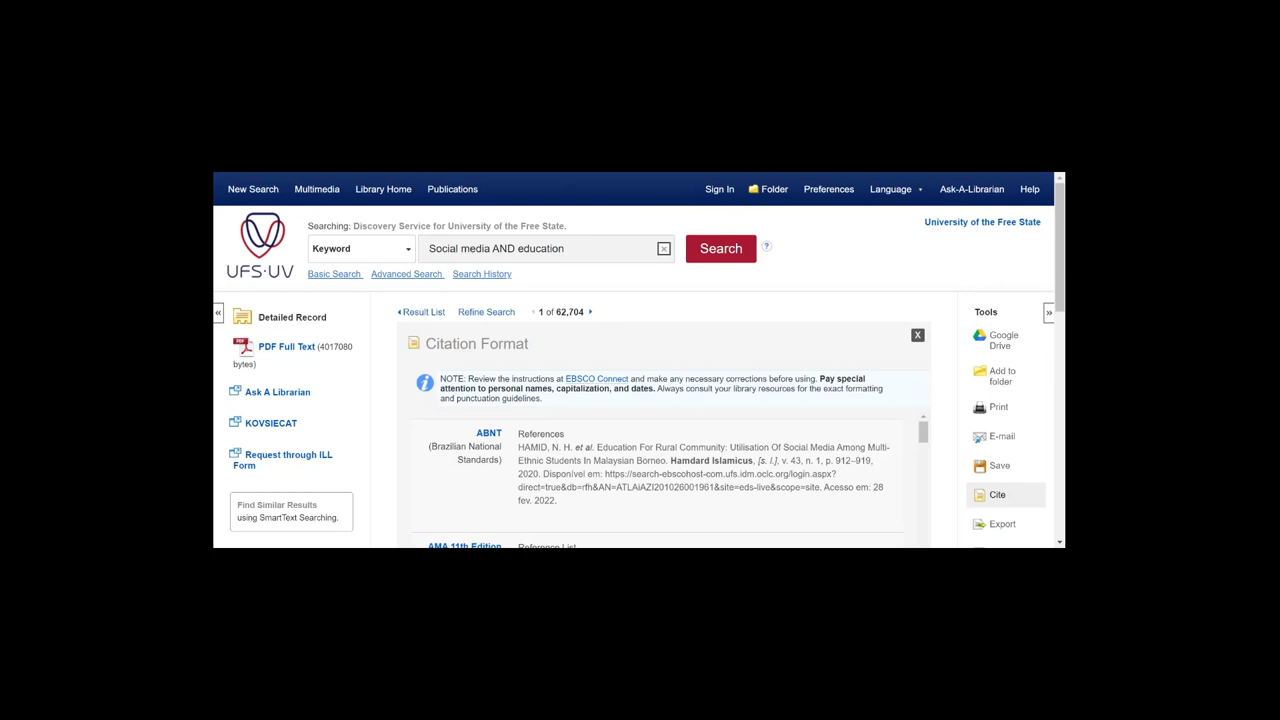 New Search Multimedia Library Home Publications Sign In Folder Preferences Language Ask-A-Librarian Help
Searching: Discovery Service for University of the Free State.
University of the Free State
Keyword Social media AND education x Search ?
UFS·UV
Basic Search Advanced Search Search History
« Detailed Record
PDF Full Text (4017080
bytes)
Ask A Librarian
KOVSIECAT
Request through ILL
Form
Find Similar Results
using SmartText Searching.
Result List Refine Search 1 of 62,704
Citation Format X
NOTE: Review the instructions at EBSCO Connect and make any necessary corrections before using. Pay special
attention to personal names, capitalization, and dates. Always consult your library resources for the exact formatting
and punctuation guidelines.
ABNT
(Brazilian National
Standards)
References
HAMID, N. H. et al. Education For Rural Community: Utilisation Of Social Media Among Multi-
Ethnic Students In Malaysian Borneo. Hamdard Islamicus, [s. l.], v. 43, n. 1, p. 912–919,
2020. Disponível em: https://search-ebscohost-com.ufs.idm.oclc.org/login.aspx?
direct=true&db=rfh&AN=ATLAiAZI201026001961&site=eds-live&scope=site. Acesso em: 28
fev. 2022.
AMA 11th Edition Reference List
Tools »
Google
Drive
Add to
folder
Print
E-mail
Save
Cite
Export